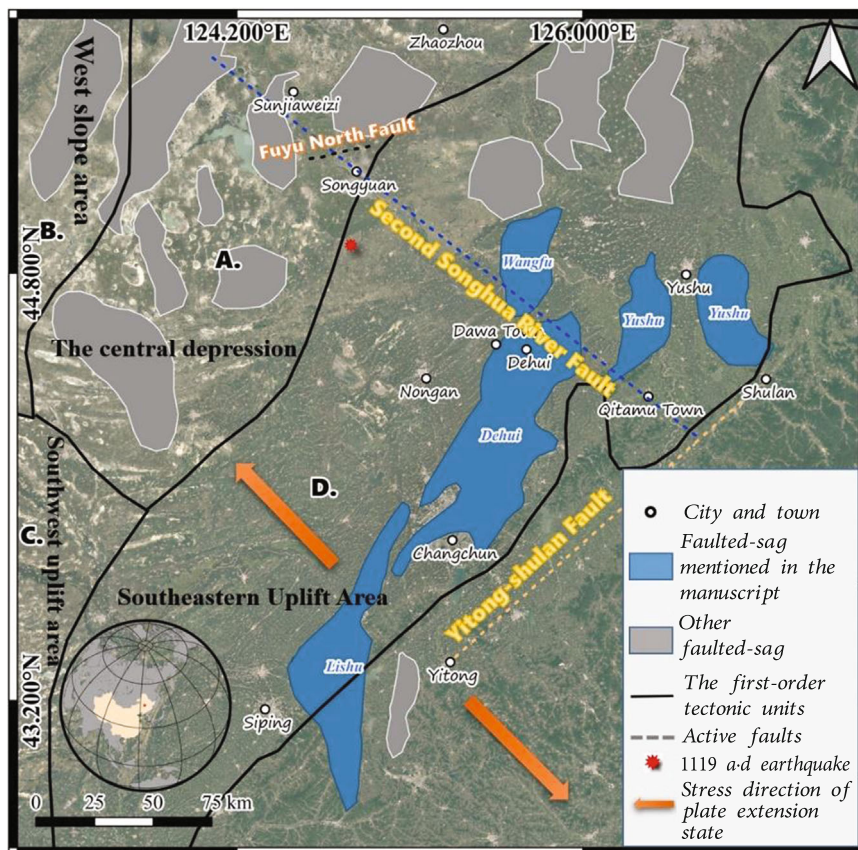 124.200°E
126.000°E
Zhaozhou
West slope area
Sunjiaweizi
Fuyu North Fault
Songyuan
B.
A.
44.800°N
Second Songhua River Fault
Wangfu
Yushu
Yushu
Yushu
The central depression
Dawa Town
Dehui
Nongan
Qitamu Town
Shulan
Dehui
Southwest uplift area
D.
C.
Changchun
Yitong-shulan Fault
Southeastern Uplift Area
Lishu
Yitong
43.200°N
Siping
0 25 50 75 km
City and town
Faulted-sag
mentioned in the
manuscript
Other
faulted-sag
The first-order
tectonic units
Active faults
1119 a·d earthquake
Stress direction of
plate extension
state